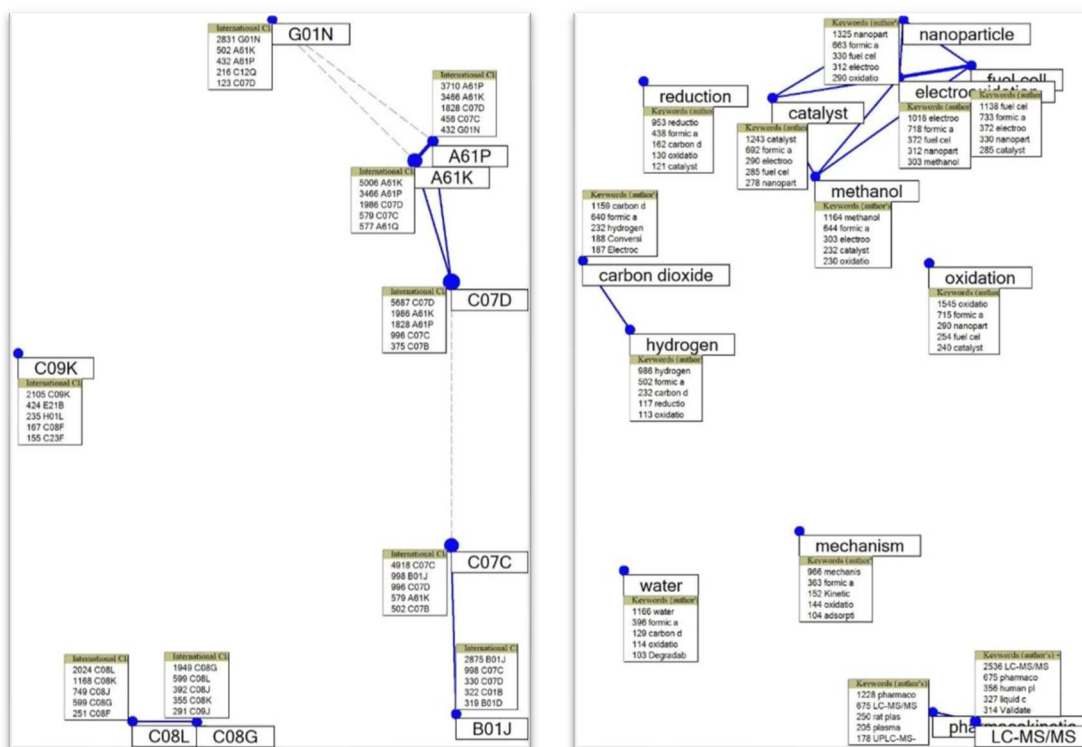 International Cl
2831 G01N
502 A61K
432 A61P
216 C12Q
123 C07D
G01N
3710 A61P
3466 A61K
1828 C07D
456 C07C
432 G01N
A61P
A61K
International Cl
5006 A61K
3466 A61P
1986 C07D
579 C07C
577 A61Q
C07D
International Cl
5687 C07D
1986 A61K
1828 A61P
996 C07C
375 C07B
C09K
International Cl
2105 C09K
424 E21B
235 H01L
167 C08F
155 C23F
C07C
International Cl
4918 C07C
998 B01J
996 C07D
579 A61K
502 C07B
International Cl
2875 B01J
998 C07C
330 C07D
322 C01B
319 B01D
B01J
International Cl
2024 C08L
1168 C08K
749 C08J
599 C08G
251 C08F
C08L
International Cl
1949 C08G
599 C08L
392 C08J
355 C08K
291 C09J
C08G
Keywords (author's
1325 nanopart
663 formic a
330 fuel cel
312 electroo
290 oxidatio
nanoparticle
fuel cell
electrooxidation
Keywords (author'
1016 electroo
718 formic a
372 fuel cel
312 nanopart
303 methanol
Keywords (author'
1138 fuel cel
733 formic a
372 electroo
330 nanopart
285 catalyst
reduction
Keywords (author'
953 reductio
438 formic a
162 carbon d
130 oxidatio
121 catalyst
catalyst
Keywords (author's
1243 catalyst
692 formic a
290 electroo
285 fuel cel
278 nanopart
methanol
Keywords (author's
1164 methanol
644 formic a
303 electroo
232 catalyst
230 oxidatio
Keywords (author's
1159 carbon d
640 formic a
232 hydrogen
188 Conversi
187 Electroc
carbon dioxide
hydrogen
Keywords (author's
986 hydrogen
502 formic a
232 carbon d
117 reductio
113 oxidatio
oxidation
Keywords (author
1545 oxidatio
715 formic a
290 nanopart
254 fuel cel
240 catalyst
mechanism
Keywords (author's
966 mechanis
363 formic a
152 Kinetic
144 oxidatio
104 adsorpti
water
Keywords (author's
1166 water
396 formic a
129 carbon d
114 oxidatio
103 Degradab
Keywords (author's)
1228 pharmaco
675 LC-MS/MS
250 rat plas
205 plasma
178 UPLC-MS-
Keywords (author's)
2536 LC-MS/MS
675 pharmaco
356 human pl
327 liquid c
314 Validate
pharmacokinetic
LC-MS/MS